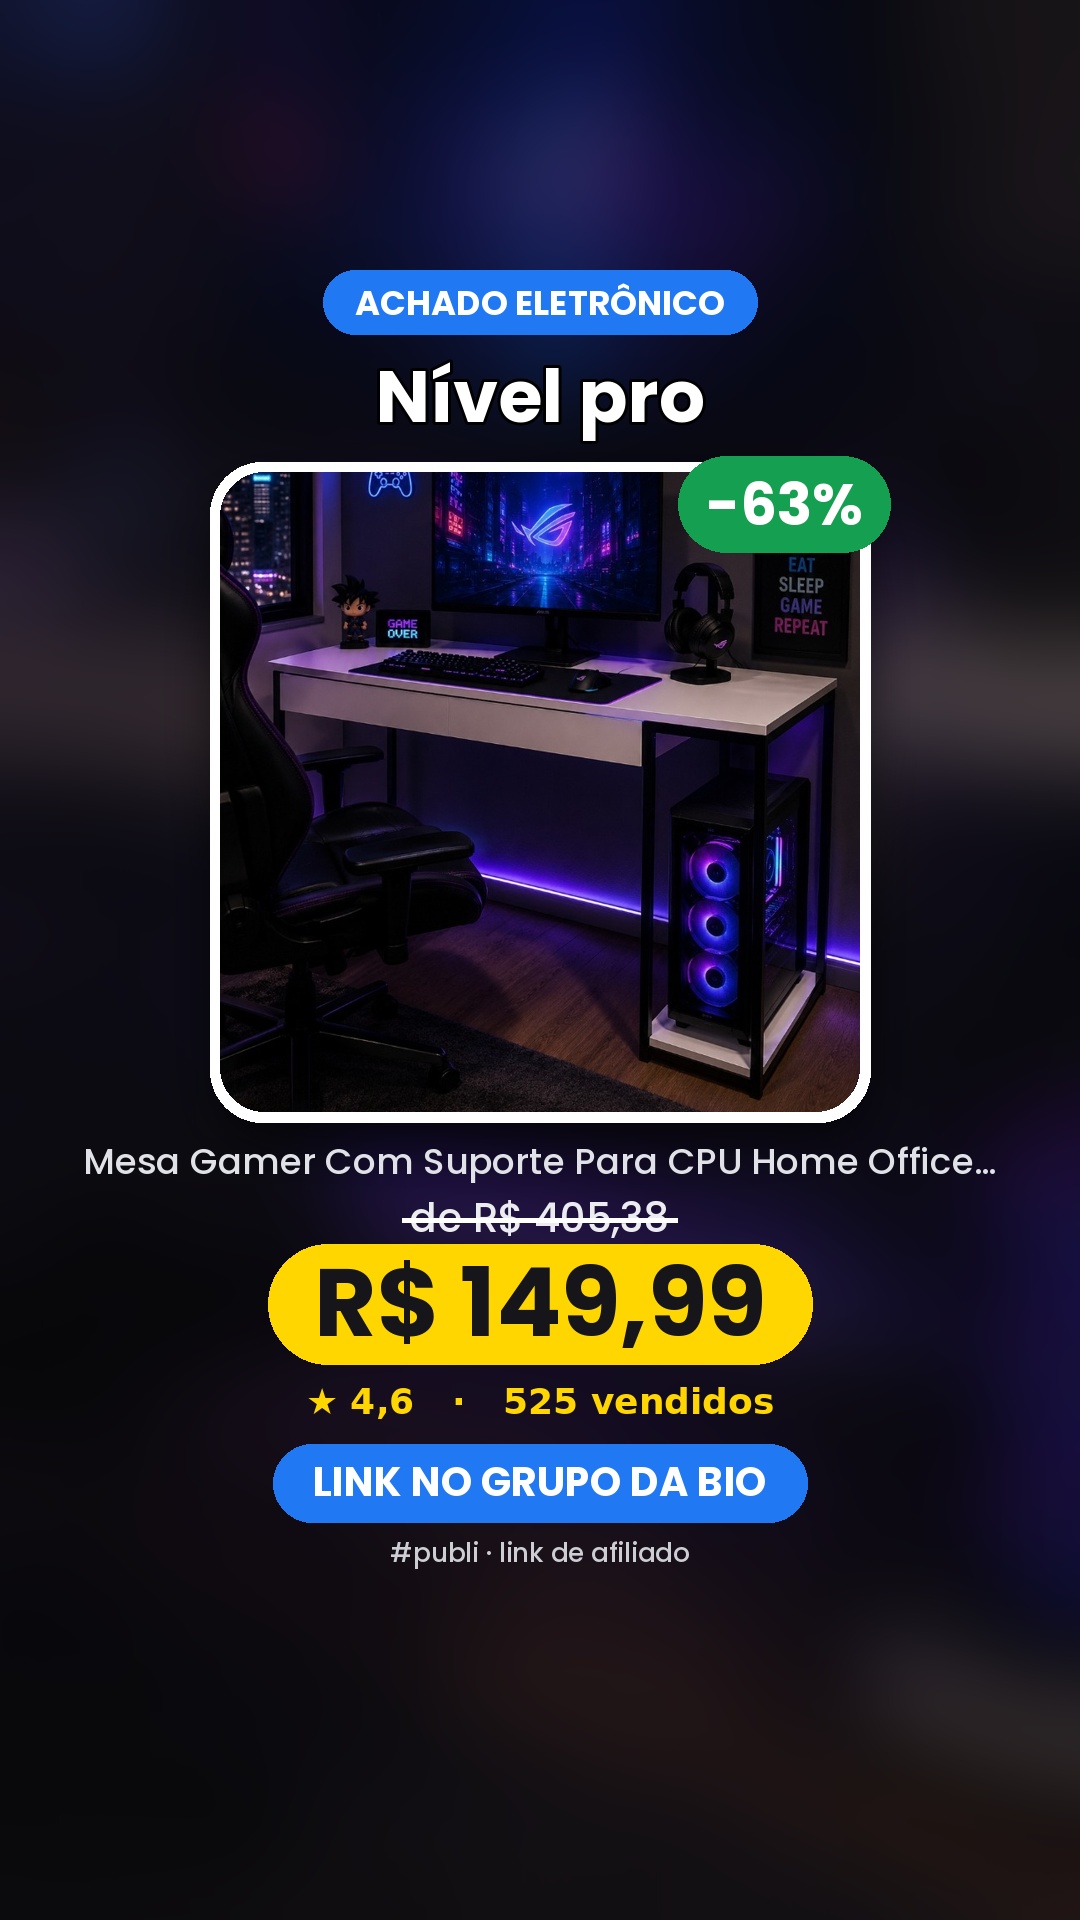 ACHADO ELETRÔNICO
Nível pro
-63%
EAT
SLEEP
GAME
REPEAT
GAME
OVER
Mesa Gamer Com Suporte Para CPU Home Office...
de R$ 405,38
R$ 149,99
★ 4,6 · 525 vendidos
LINK NO GRUPO DA BIO
#publi · link de afiliado